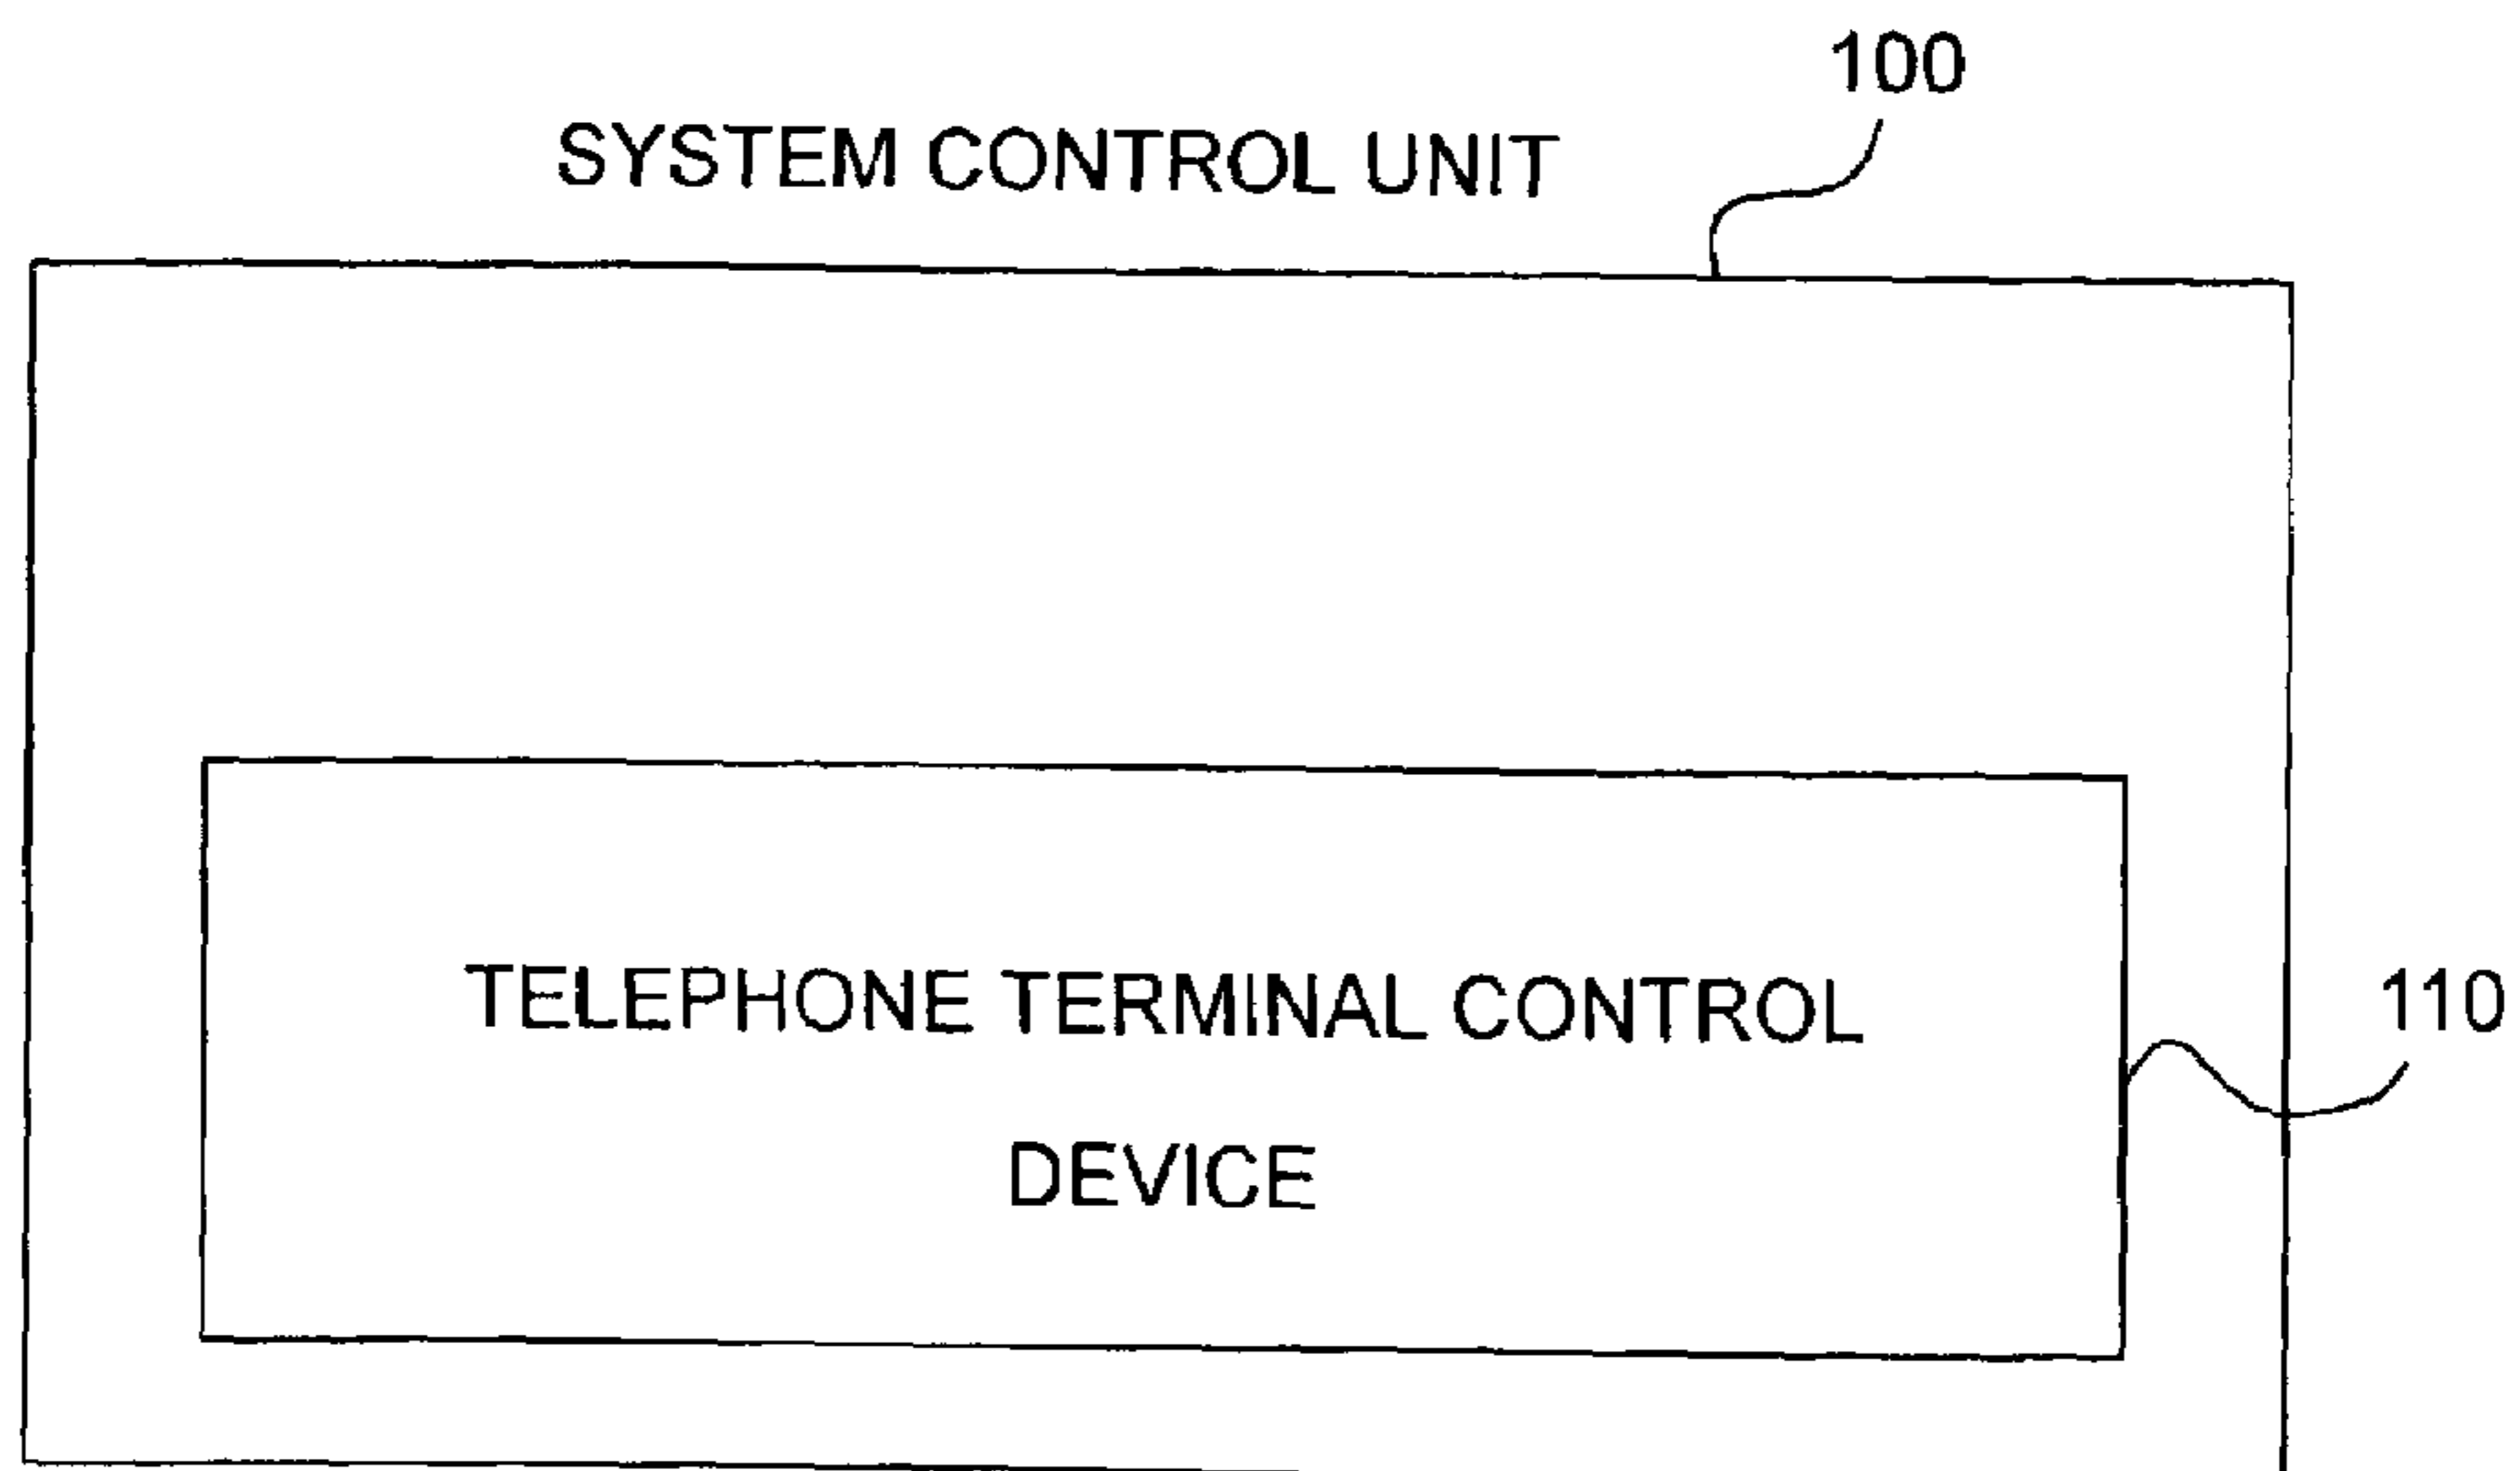 100
SYSTEM CONTROL UNIT
TELEPHONE TERMINAL CONTROL
DEVICE
110